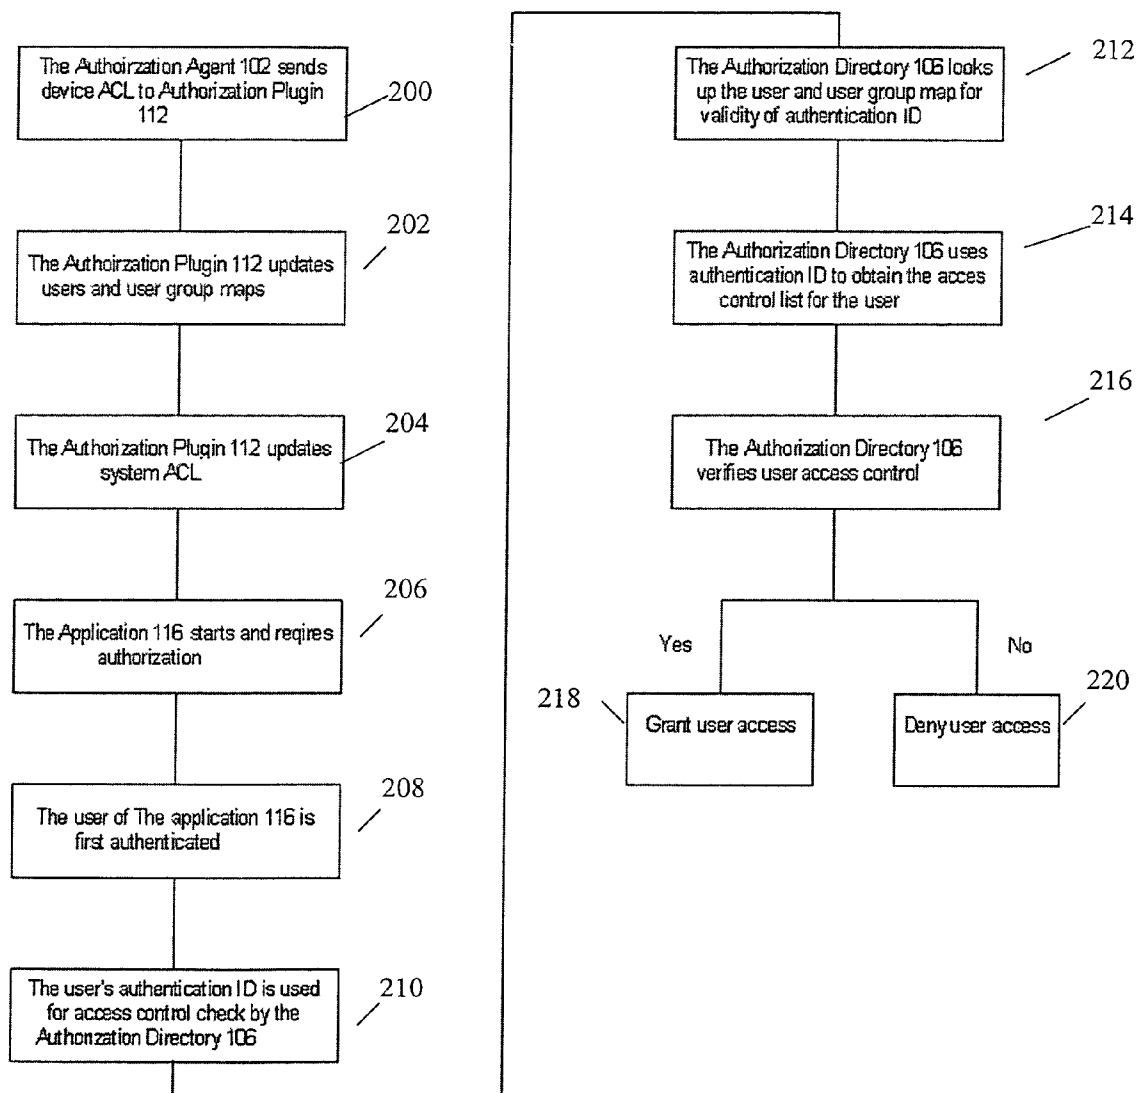 The Authoirzation Agent 102 sends
device ACL to Authorization Plugin
112
200
The Authoirzation Plugin 112 updates
users and user group maps
202
The Authorization Plugin 112 updates
system ACL
204
The Application 116 starts and reqires
authorization
206
The user of The application 116 is
first authenticated
208
The user's authentication ID is used
for access control check by the
Authorization Directory 106
210
The Authorization Directory 106 looks
up the user and user group map for
validity of authentication ID
212
The Authorization Directory 106 uses
authentication ID to obtain the acces
control list for the user
214
The Authorization Directory 106
verifies user access control
216
Yes
No
218
Grant user access
Deny user access
220